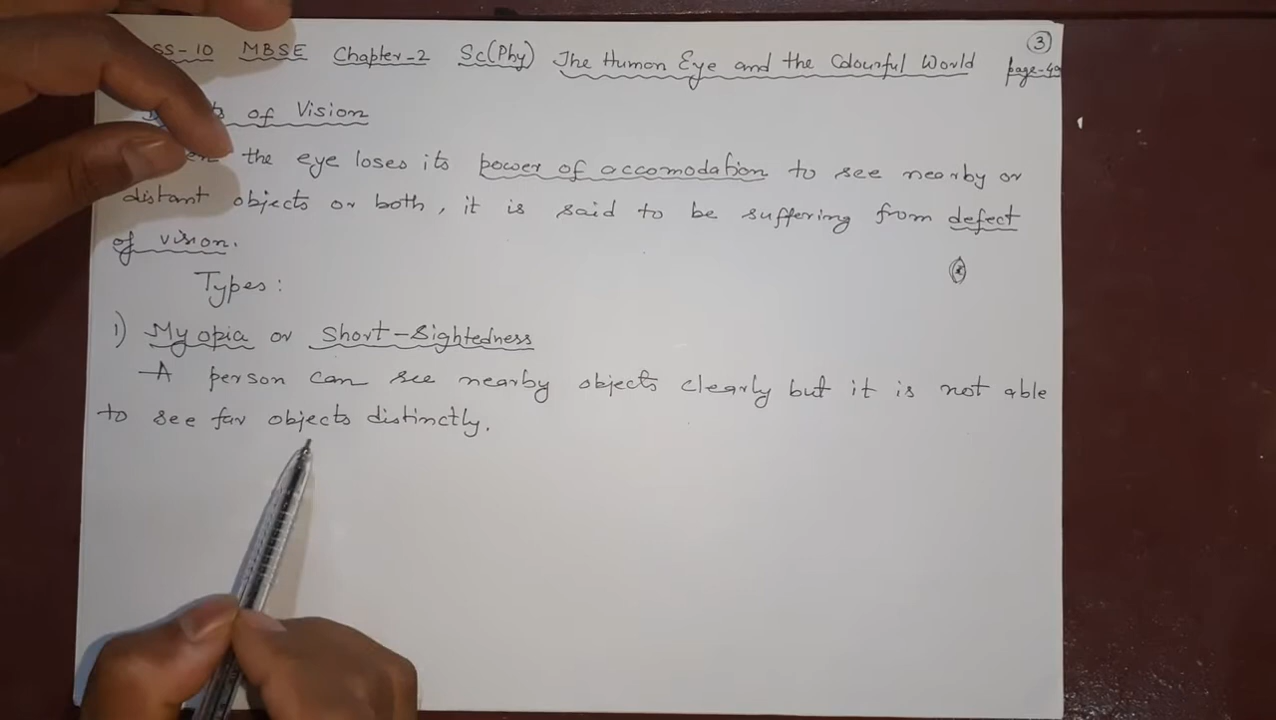 SS-10 MBSE Chapter-2 Sc(Phy) The Human Eye and the Colourful World page-49
3
of Vision
the eye loses its power of accomodation to see nearby or
distant objects or both, it is said to be suffering from defect
of vision.
Types:
1) Myopia or Short-Sightedness
A person can see nearby objects clearly but it is not able
to see far objects distinctly.